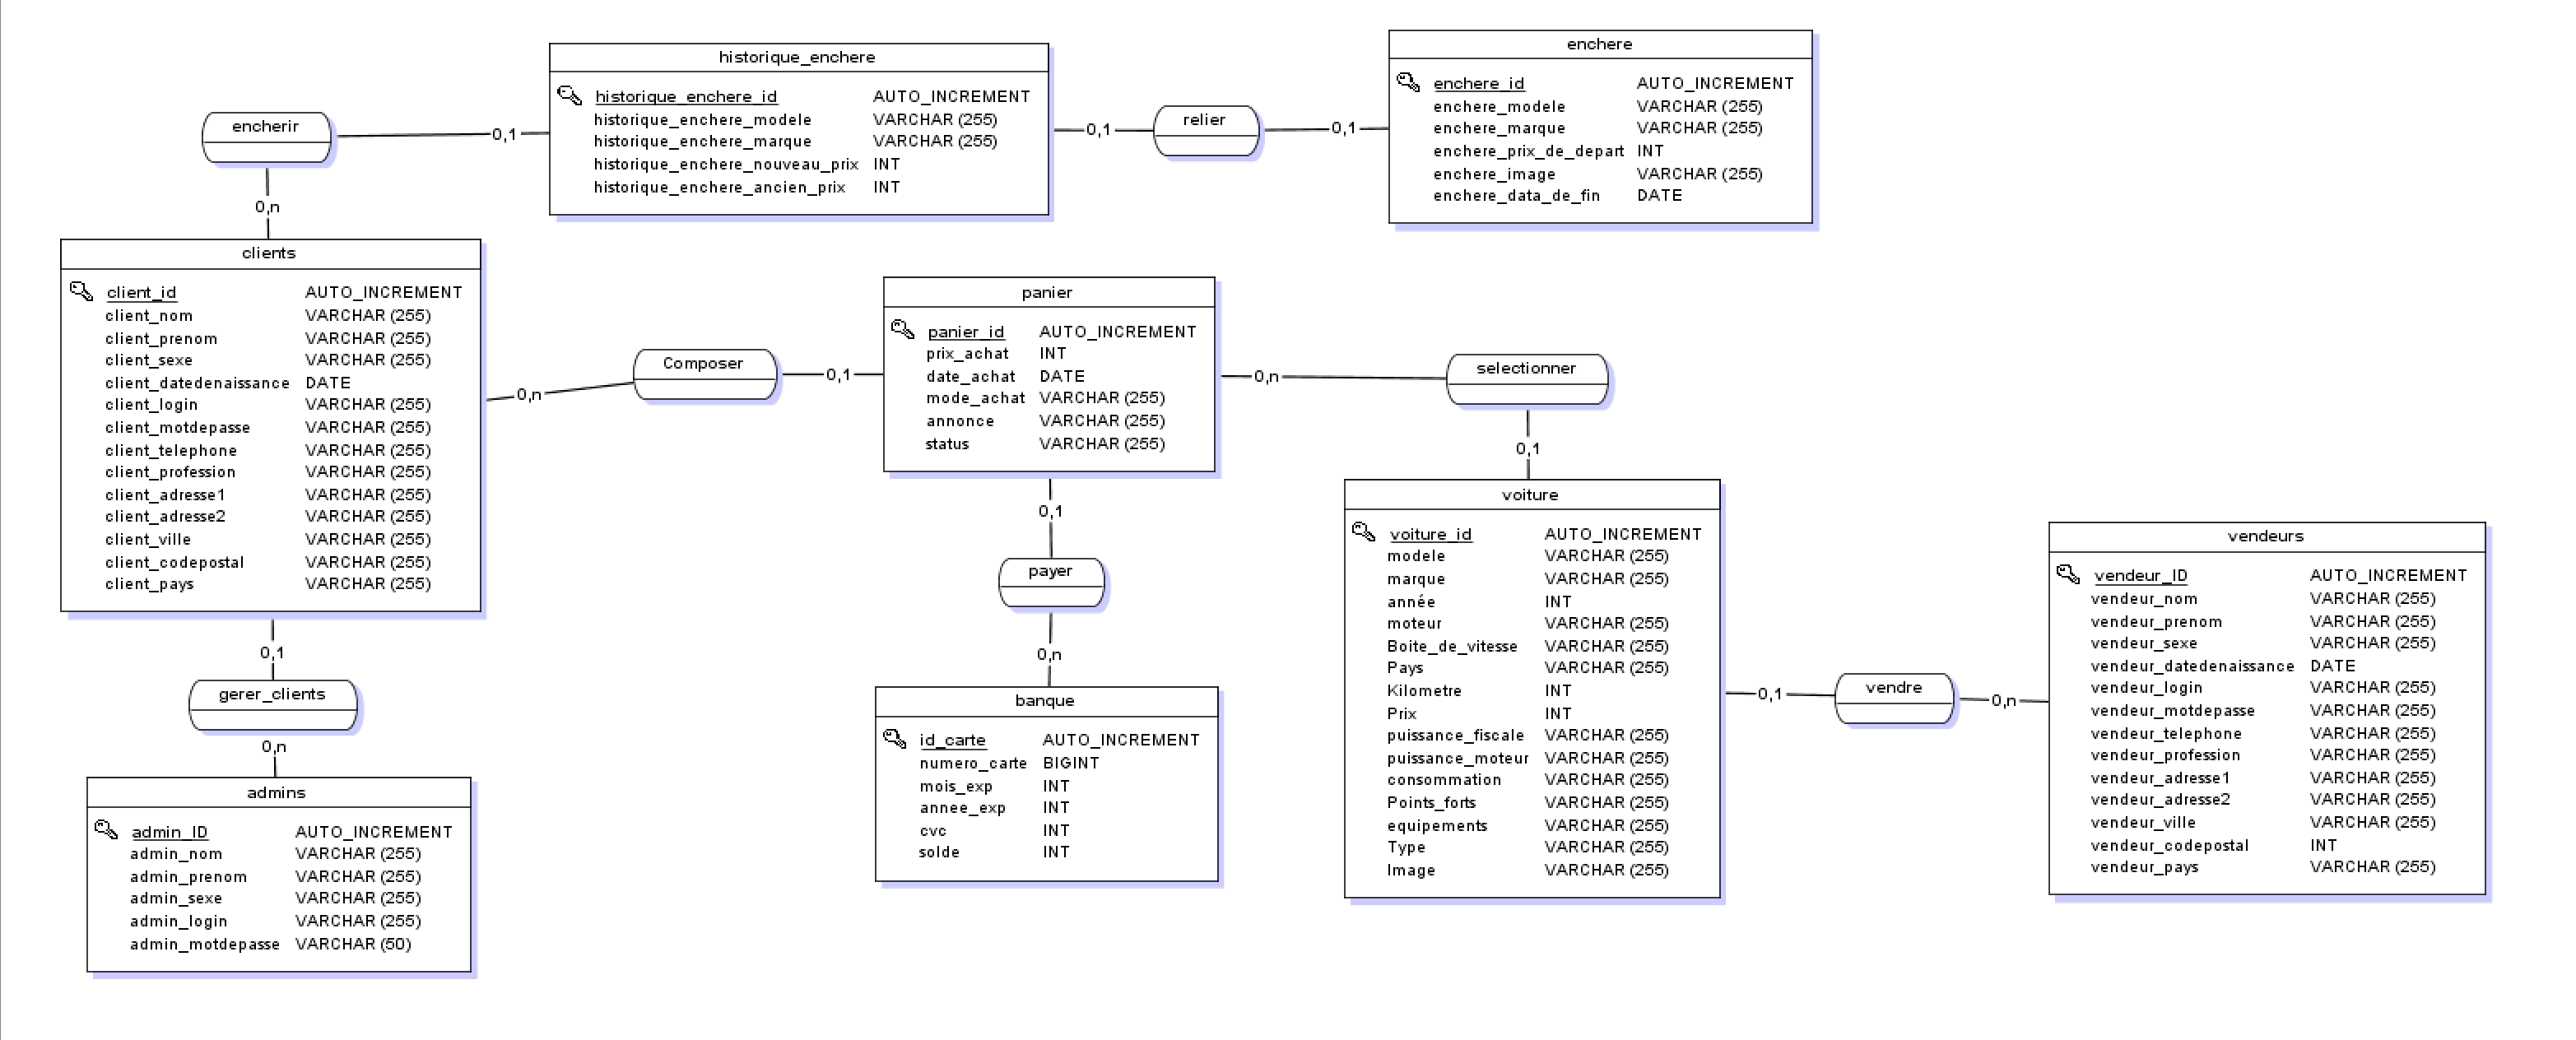 historique_enchere
historique_enchere_id AUTO_INCREMENT
historique_enchere_modele VARCHAR (255)
historique_enchere_marque VARCHAR (255)
historique_enchere_nouveau_prix INT
historique_enchere_ancien_prix INT
enchere
enchere_id AUTO_INCREMENT
enchere_modele VARCHAR (255)
enchere_marque VARCHAR (255)
enchere_prix_de_depart INT
enchere_image VARCHAR (255)
enchere_data_de_fin DATE
encherir
0,1
0,1
relier
0,1
0,n
clients
client_id AUTO_INCREMENT
client_nom VARCHAR (255)
client_prenom VARCHAR (255)
client_sexe VARCHAR (255)
client_datedenaissance DATE
client_login VARCHAR (255)
client_motdepasse VARCHAR (255)
client_telephone VARCHAR (255)
client_profession VARCHAR (255)
client_adresse1 VARCHAR (255)
client_adresse2 VARCHAR (255)
client_ville VARCHAR (255)
client_codepostal VARCHAR (255)
client_pays VARCHAR (255)
0,n
Composer
0,1
panier
panier_id AUTO_INCREMENT
prix_achat INT
date_achat DATE
mode_achat VARCHAR (255)
annonce VARCHAR (255)
status VARCHAR (255)
0,n
selectionner
0,1
0,1
payer
0,n
banque
id_carte AUTO_INCREMENT
numero_carte BIGINT
mois_exp INT
annee_exp INT
cvc INT
solde INT
voiture
voiture_id AUTO_INCREMENT
modele VARCHAR (255)
marque VARCHAR (255)
année INT
moteur VARCHAR (255)
Boite_de_vitesse VARCHAR (255)
Pays VARCHAR (255)
Kilometre INT
Prix INT
puissance_fiscale VARCHAR (255)
puissance_moteur VARCHAR (255)
consommation VARCHAR (255)
Points_forts VARCHAR (255)
equipements VARCHAR (255)
Type VARCHAR (255)
Image VARCHAR (255)
0,1
vendre
0,n
vendeurs
vendeur_ID AUTO_INCREMENT
vendeur_nom VARCHAR (255)
vendeur_prenom VARCHAR (255)
vendeur_sexe VARCHAR (255)
vendeur_datedenaissance DATE
vendeur_login VARCHAR (255)
vendeur_motdepasse VARCHAR (255)
vendeur_telephone VARCHAR (255)
vendeur_profession VARCHAR (255)
vendeur_adresse1 VARCHAR (255)
vendeur_adresse2 VARCHAR (255)
vendeur_ville VARCHAR (255)
vendeur_codepostal INT
vendeur_pays VARCHAR (255)
0,1
gerer_clients
0,n
admins
admin_ID AUTO_INCREMENT
admin_nom VARCHAR (255)
admin_prenom VARCHAR (255)
admin_sexe VARCHAR (255)
admin_login VARCHAR (255)
admin_motdepasse VARCHAR (50)